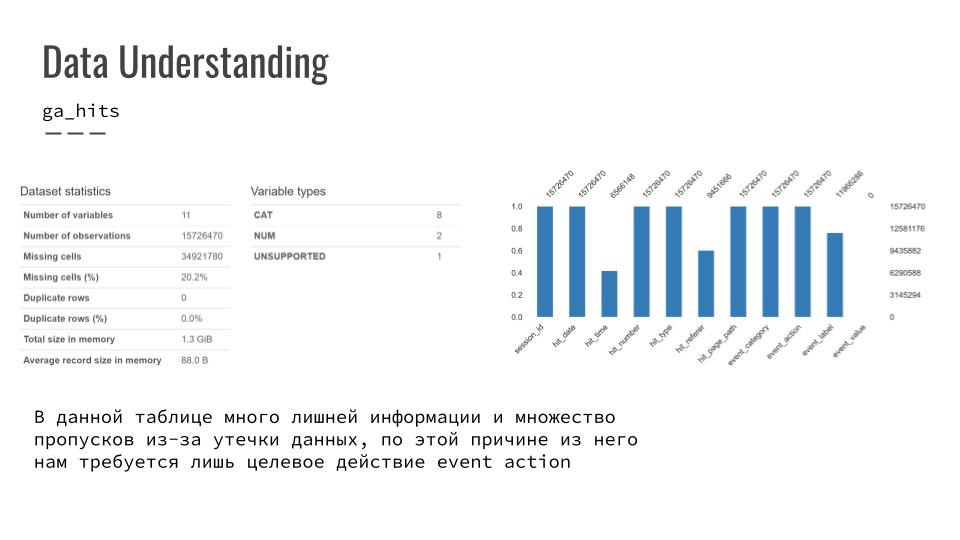 Data Understanding
ga_hits
Dataset statistics
Number of variables 11
Number of observations 15726470
Missing cells 34921780
Missing cells (%) 20.2%
Duplicate rows 0
Duplicate rows (%) 0.0%
Total size in memory 1.3 GiB
Average record size in memory 88.0 B
Variable types
CAT 8
NUM 2
UNSUPPORTED 1
15726470 15726470 6566148 15726470 15726470 9451666 15726470 15726470 15726470 11966286 0
1.0 15726470
0.8 12581176
0.6 9435882
0.4 6290588
0.2 3145294
0.0 0
session_id hit_date hit_time hit_number hit_type hit_referer hit_page_path event_category event_action event_label event_value
В данной таблице много лишней информации и множество
пропусков из-за утечки данных, по этой причине из него
нам требуется лишь целевое действие event action